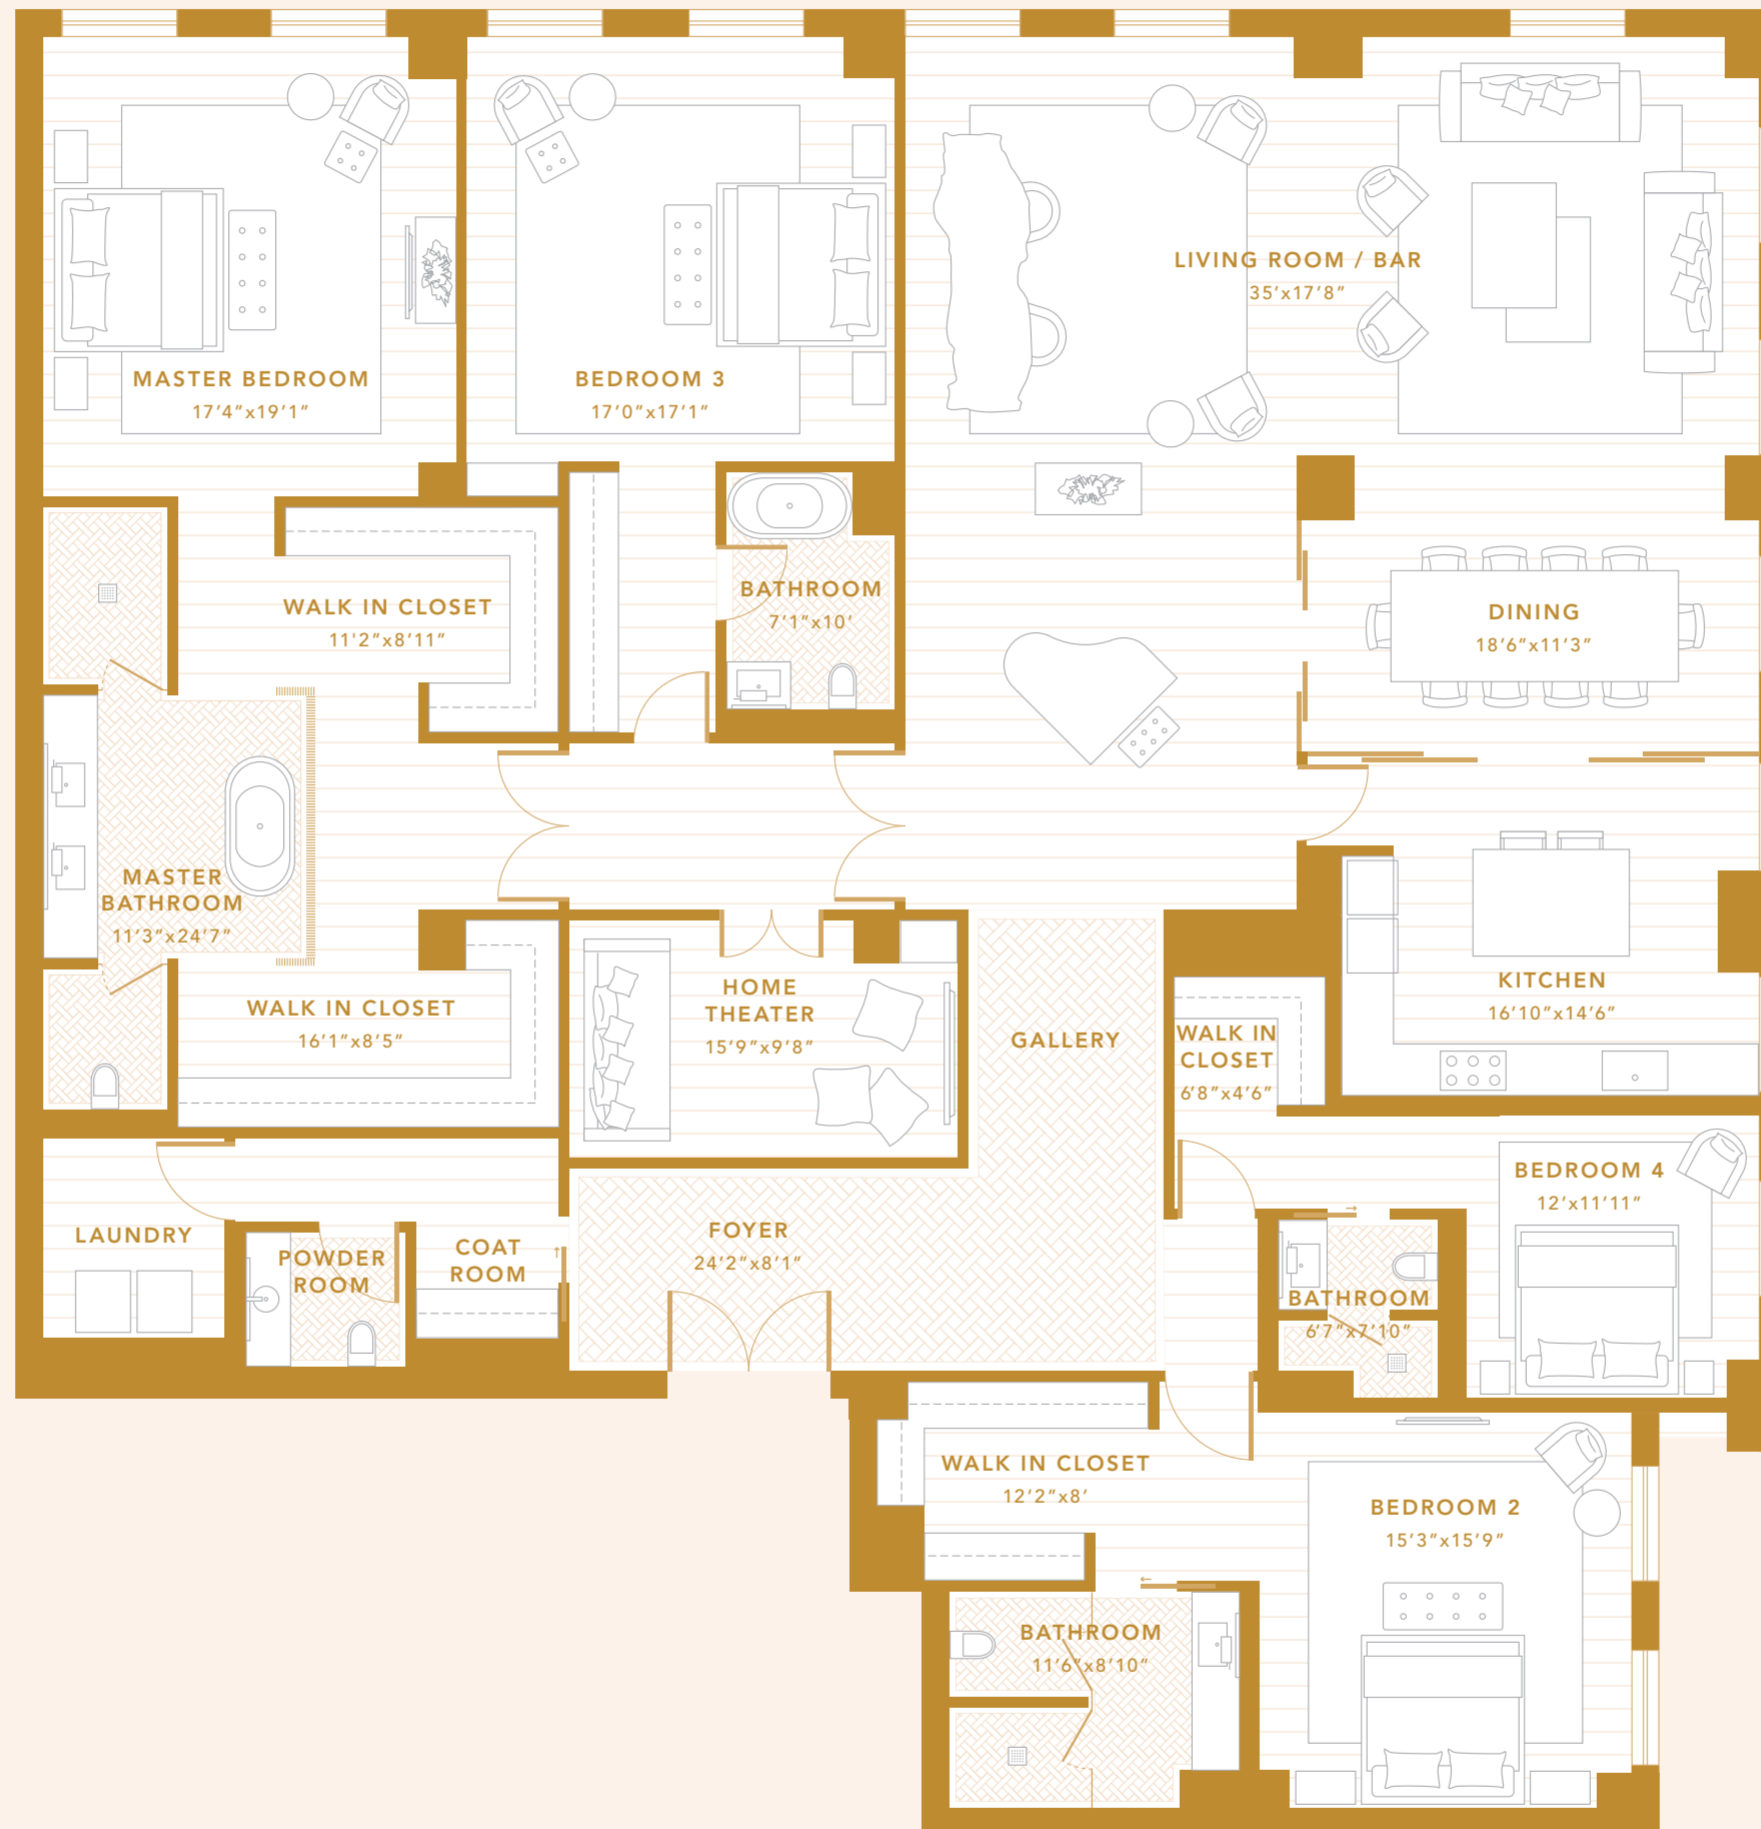 LIVING ROOM / BAR
35’x17’8”
MASTER BEDROOM
17’4”x19’1”
BEDROOM 3
17’0”x17’1”
BATHROOM
7’1”x10’
WALK IN CLOSET
11'2”x8’11”
DINING
18’6”x11’3”
MASTER
BATHROOM
11’3”x24’7”
WALK IN CLOSET
16’1”x8’5”
HOME
THEATER
15’9”x9’8”
GALLERY
WALK IN
CLOSET
6’8”x4’6”
KITCHEN
16’10”x14’6”
BEDROOM 4
12’x11’11”
LAUNDRY
POWDER
ROOM
COAT
ROOM
FOYER
24’2”x8’1”
BATHROOM
6’7”x7’10”
WALK IN CLOSET
12’2”x8’
BEDROOM 2
15’3”x15’9”
BATHROOM
11’6”x8’10”